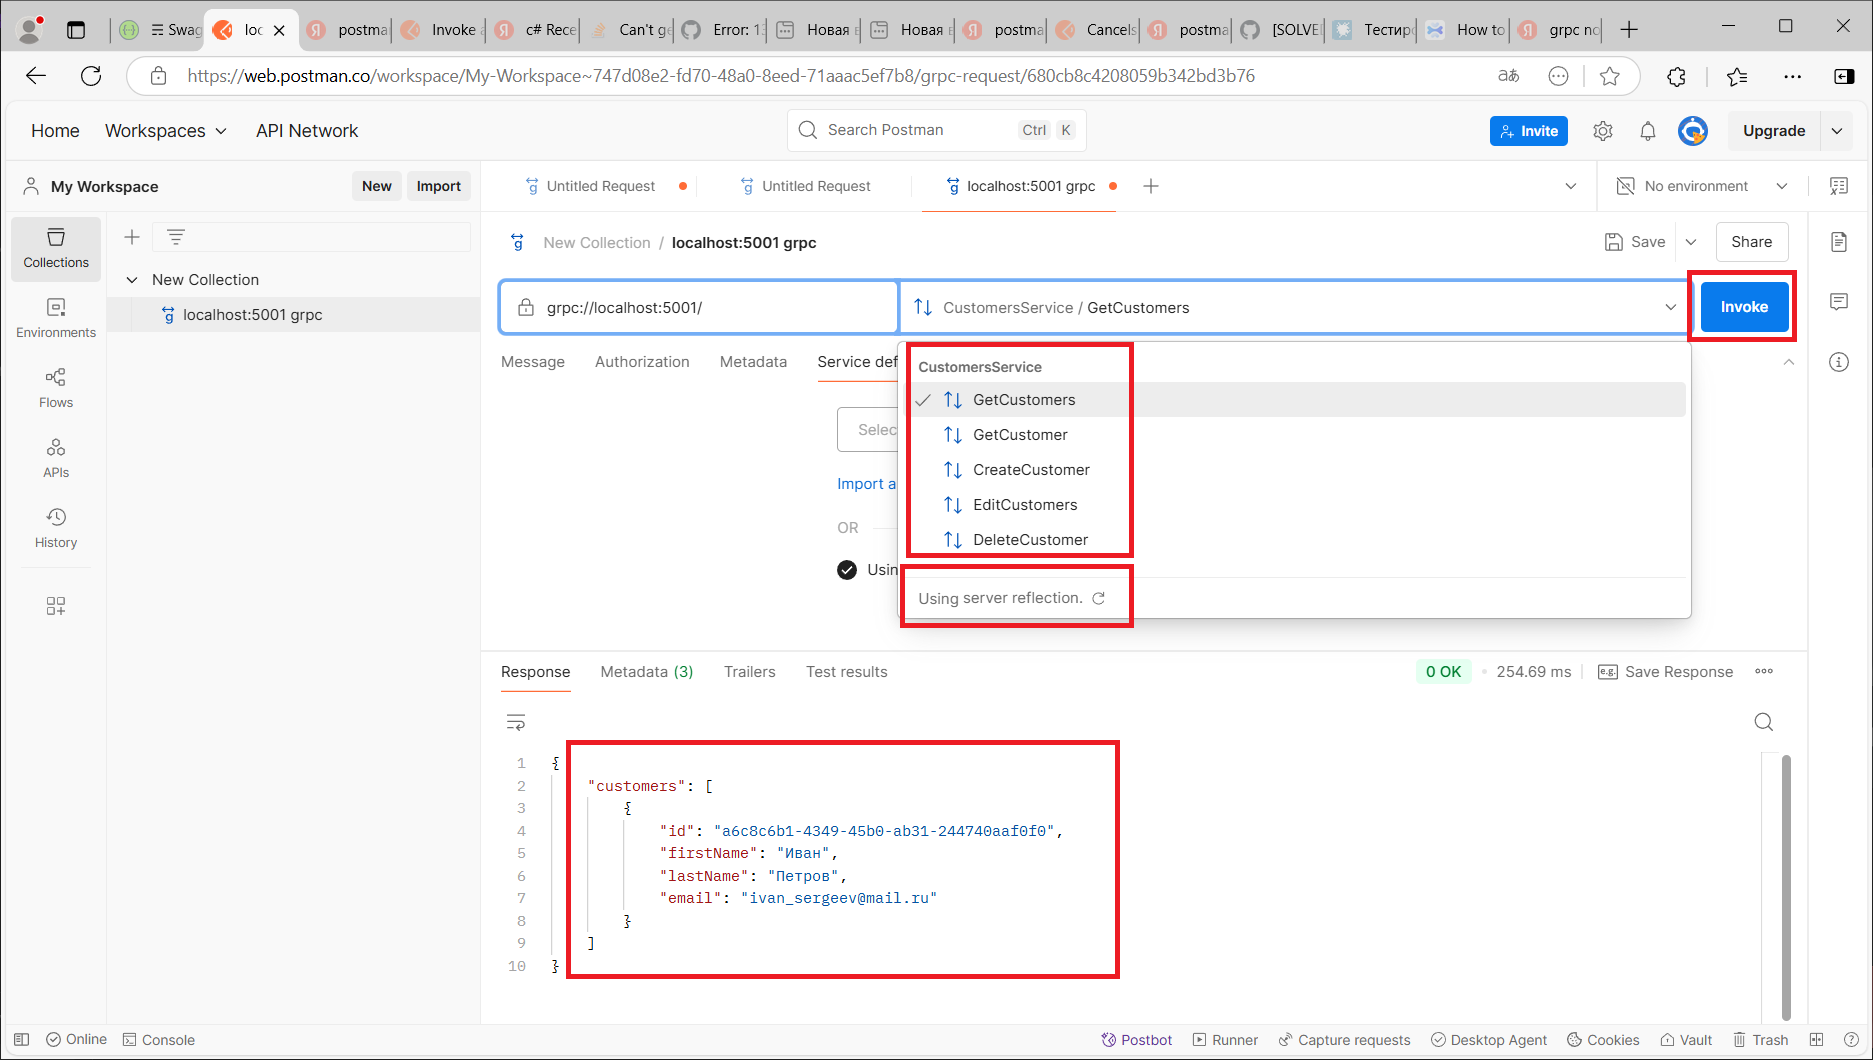 Swag
loc
postma
Invoke a
c# Rece
Can't ge
Error: 13
Новая в
Новая в
postma
Cancels
postma
[SOLVE
Тестиро
How to
grpc no
https://web.postman.co/workspace/My-Workspace~747d08e2-fd70-48a0-8eed-71aaac5ef7b8/grpc-request/680cb8c4208059b342bd3b76
Home Workspaces API Network
Search Postman Ctrl K
Invite
Upgrade
My Workspace
New Import
Untitled Request
Untitled Request
localhost:5001 grpc
No environment
Collections
Environments
Flows
APIs
History
New Collection
localhost:5001 grpc
New Collection / localhost:5001 grpc
Save
Share
grpc://localhost:5001/
CustomersService / GetCustomers
Invoke
Message Authorization Metadata Service def
CustomersService
GetCustomers
GetCustomer
CreateCustomer
EditCustomers
DeleteCustomer
Using server reflection.
Selec
Import a
OR
Usin
Response Metadata (3) Trailers Test results
0 OK 254.69 ms
e.g. Save Response
1 {
2 "customers": [
3 {
4 "id": "a6c8c6b1-4349-45b0-ab31-244740aaf0f0",
5 "firstName": "Иван",
6 "lastName": "Петров",
7 "email": "ivan_sergeev@mail.ru"
8 }
9 ]
10 }
Online Console
Postbot Runner Capture requests Desktop Agent Cookies Vault Trash